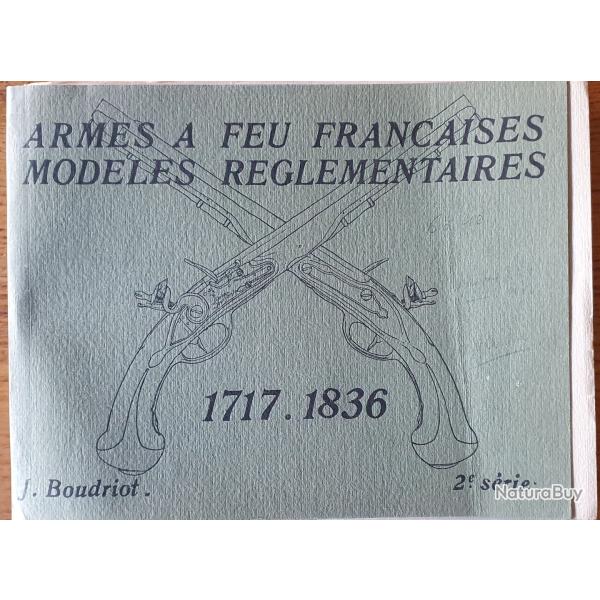 ARMES A FEU FRANCAISES
MODELES REGLEMENTAIRES
1717.1836
J. Boudriot.
2e série.
NaturaBuy